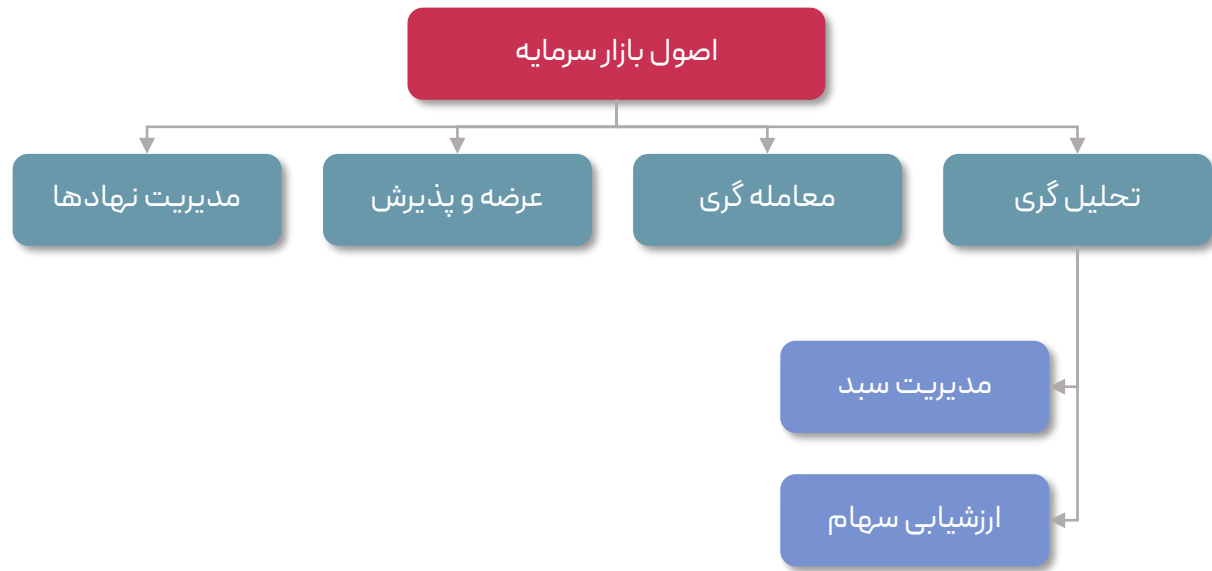 اصول بازار سرمایه
تحلیل گری
معامله گری
عرضه و پذیرش
مدیریت نهادها
مدیریت سبد
ارزشیابی سهام